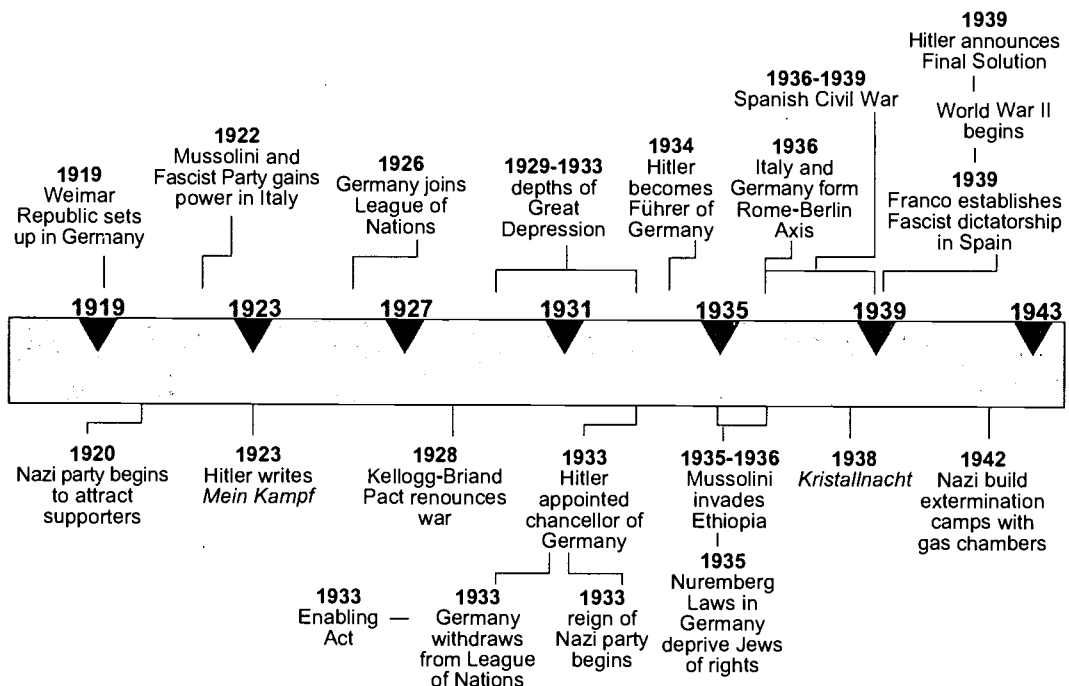 1939
Hitler announces
Final Solution
World War II
begins
1939
Franco establishes
Fascist dictatorship
in Spain
1936-1939
Spanish Civil War
1936
Italy and
Germany form
Rome-Berlin
Axis
1934
Hitler
becomes
Führer of
Germany
1929-1933
depths of
Great
Depression
1926
Germany joins
League of
Nations
1922
Mussolini and
Fascist Party gains
power in Italy
1919
Weimar
Republic sets
up in Germany
1919 1923 1927 1931 1935 1939 1943
1920
Nazi party begins
to attract
supporters
1923
Hitler writes
Mein Kampf
1928
Kellogg-Briand
Pact renounces
war
1933
Hitler
appointed
chancellor of
Germany
1933
Enabling
Act
1933
Germany
withdraws
from League
of Nations
1933
reign of
Nazi party
begins
1935-1936
Mussolini
invades
Ethiopia
1935
Nuremberg
Laws in
Germany
deprive Jews
of rights
1938
Kristallnacht
1942
Nazi build
extermination
camps with
gas chambers